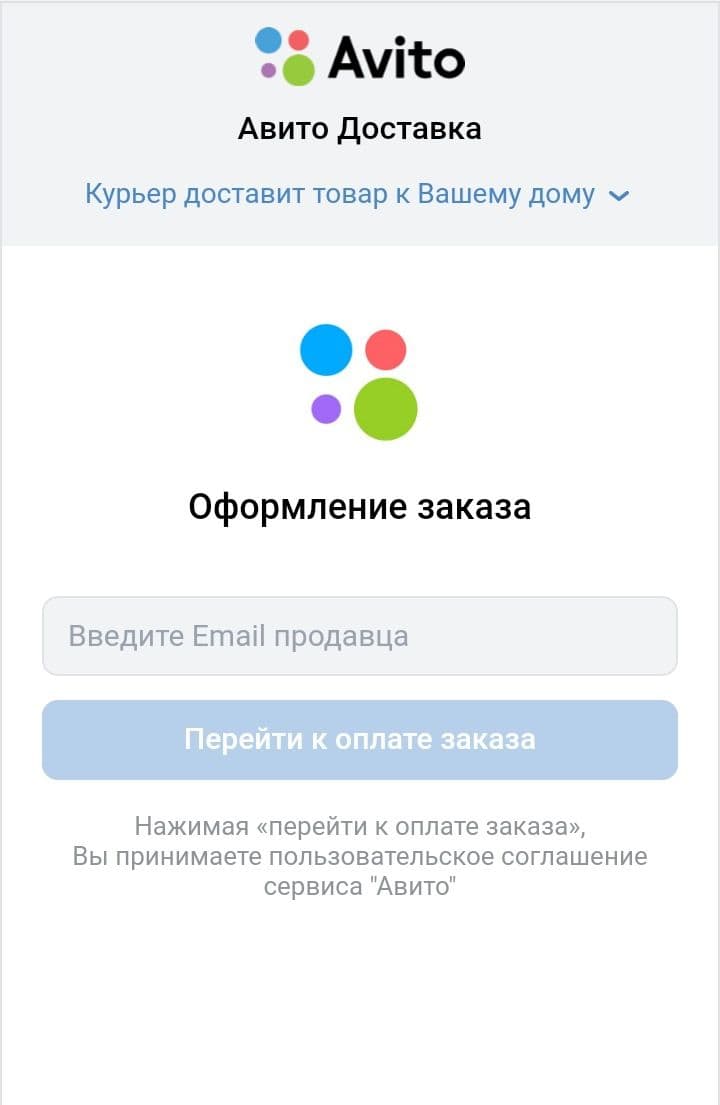 Avito
Авито Доставка
Курьер доставит товар к Вашему дому
Оформление заказа
Введите Email продавца
Перейти к оплате заказа
Нажимая «перейти к оплате заказа»,
Вы принимаете пользовательское соглашение
сервиса "Авито"